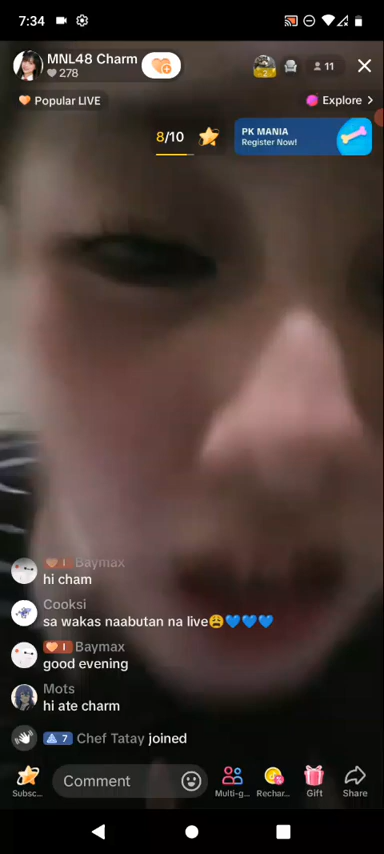 7:34
MNL48 Charm
278
11
Popular LIVE
Explore >
8/10
PK MANIA
Register Now!
I Baymax
hi cham
Cooksi
sa wakas naabutan na live😩💙💙💙
I Baymax
good evening
Mots
hi ate charm
7 Chef Tatay joined
Comment
Subsc...
Multi-g...
Rechar...
Gift
Share